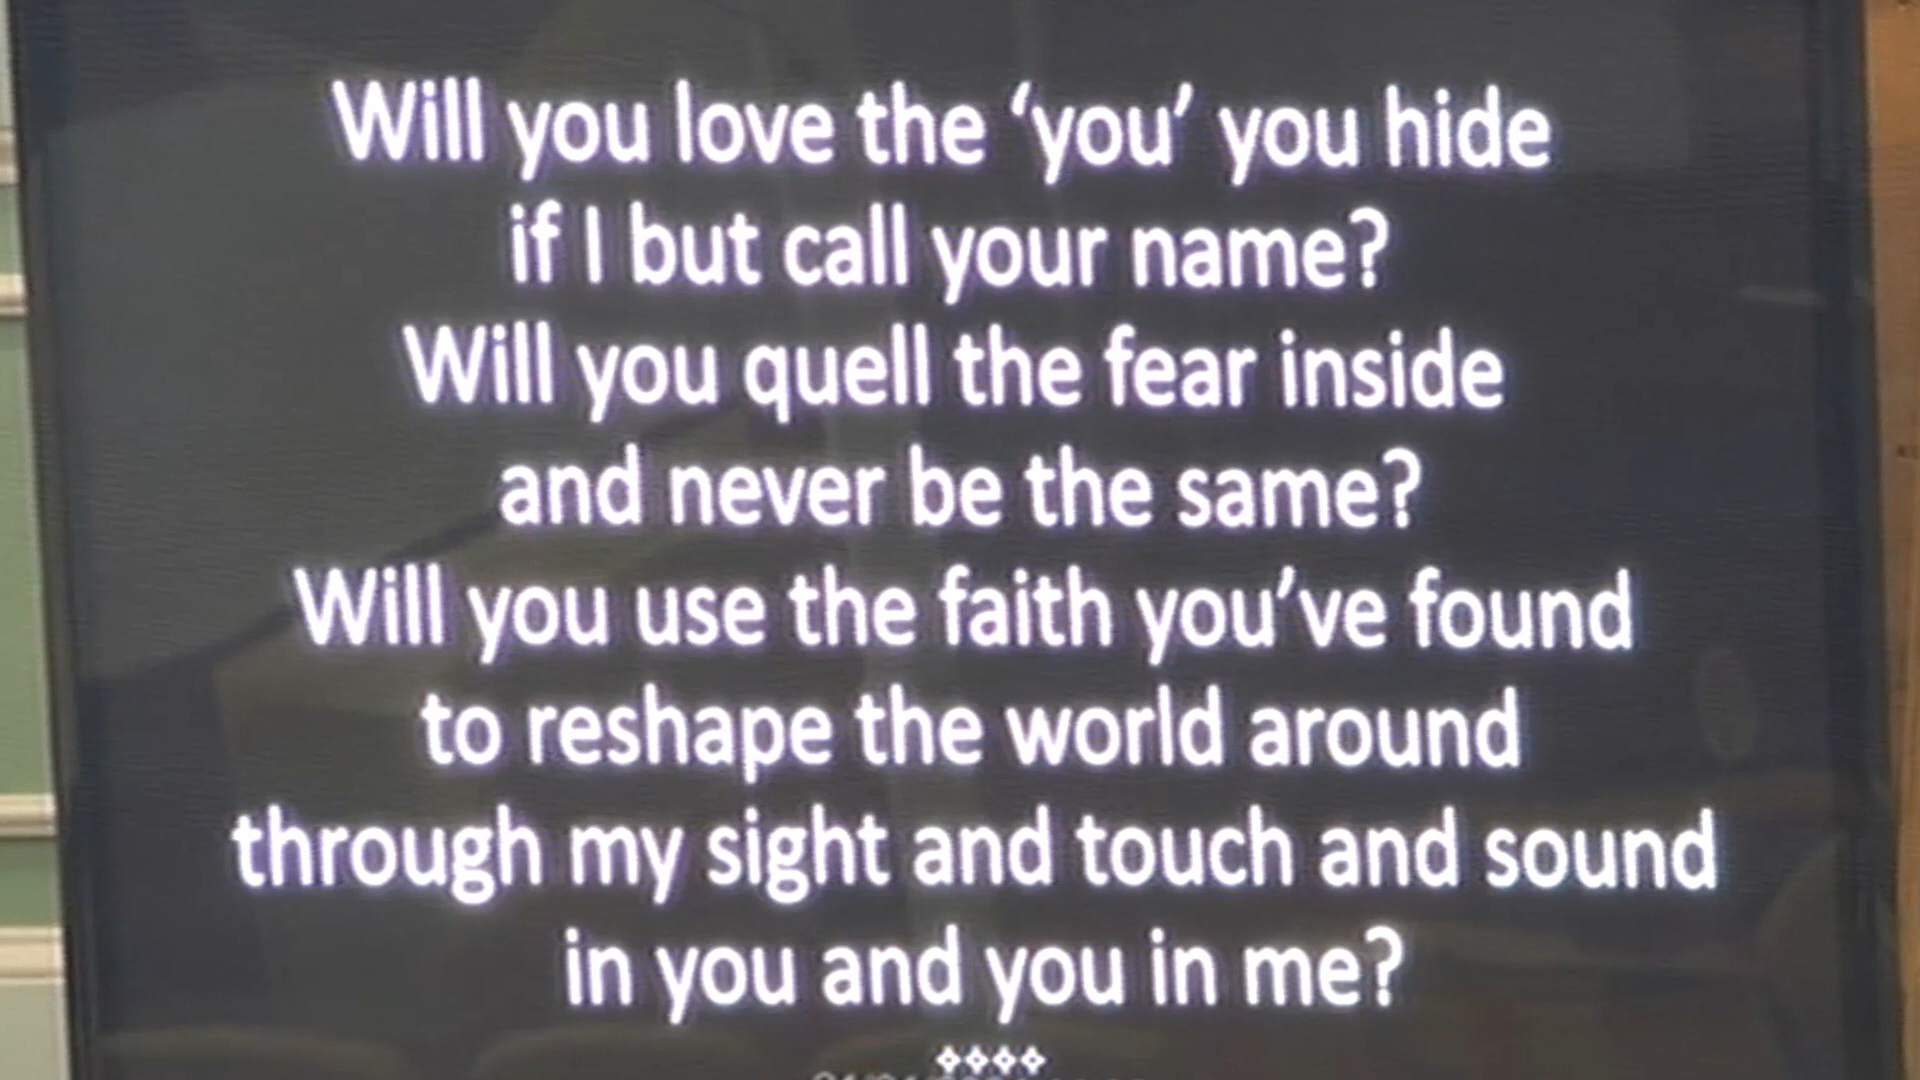 Will you love the ‘you’ you hide
if I but call your name?
Will you quell the fear inside
and never be the same?
Will you use the faith you’ve found
to reshape the world around
through my sight and touch and sound
in you and you in me?